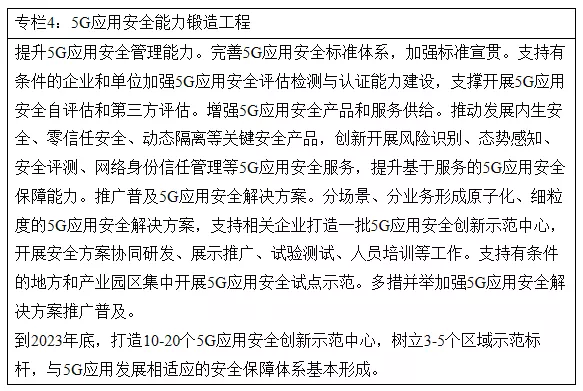 专栏4：5G应用安全能力锻造工程
提升5G应用安全管理能力。完善5G应用安全标准体系，加强标准宣贯。支持有
条件的企业和单位加强5G应用安全评估检测与认证能力建设，支撑开展5G应用
安全自评估和第三方评估。增强5G应用安全产品和服务供给。推动发展内生安
全、零信任安全、动态隔离等关键安全产品，创新开展风险识别、态势感知、
安全评测、网络身份信任管理等5G应用安全服务，提升基于服务的5G应用安全
保障能力。推广普及5G应用安全解决方案。分场景、分业务形成原子化、细粒
度的5G应用安全解决方案，支持相关企业打造一批5G应用安全创新示范中心，
开展安全方案协同研发、展示推广、试验测试、人员培训等工作。支持有条件
的地方和产业园区集中开展5G应用安全试点示范。多措并举加强5G应用安全解
决方案推广普及。
到2023年底，打造10-20个5G应用安全创新示范中心，树立3-5个区域示范标
杆，与5G应用发展相适应的安全保障体系基本形成。